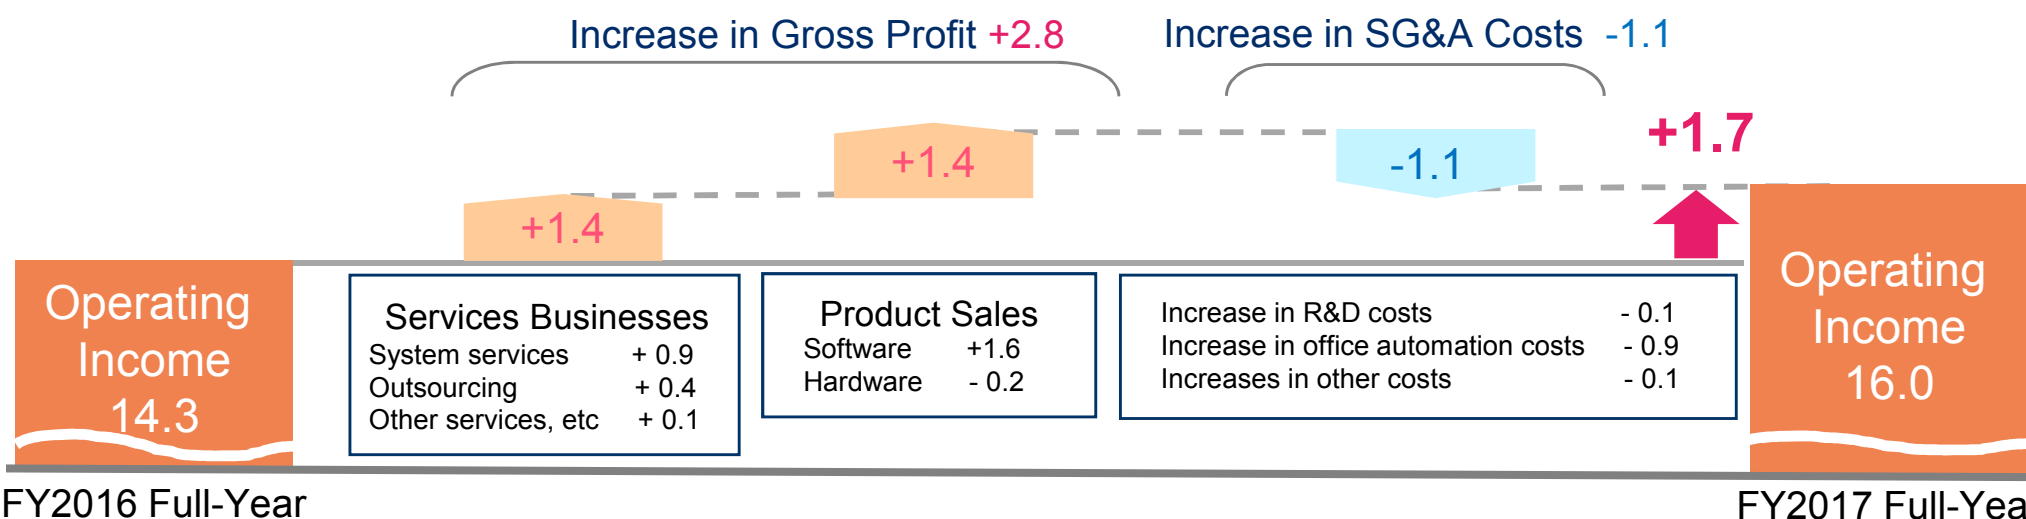 Increase in Gross Profit +2.8
Increase in SG&A Costs -1.1
+1.4
+1.4
-1.1
+1.7
Operating
Income
14.3
Services Businesses
System services + 0.9
Outsourcing + 0.4
Other services, etc + 0.1
Product Sales
Software +1.6
Hardware - 0.2
Increase in R&D costs - 0.1
Increase in office automation costs - 0.9
Increases in other costs - 0.1
Operating
Income
16.0
FY2016 Full-Year
FY2017 Full-Yea